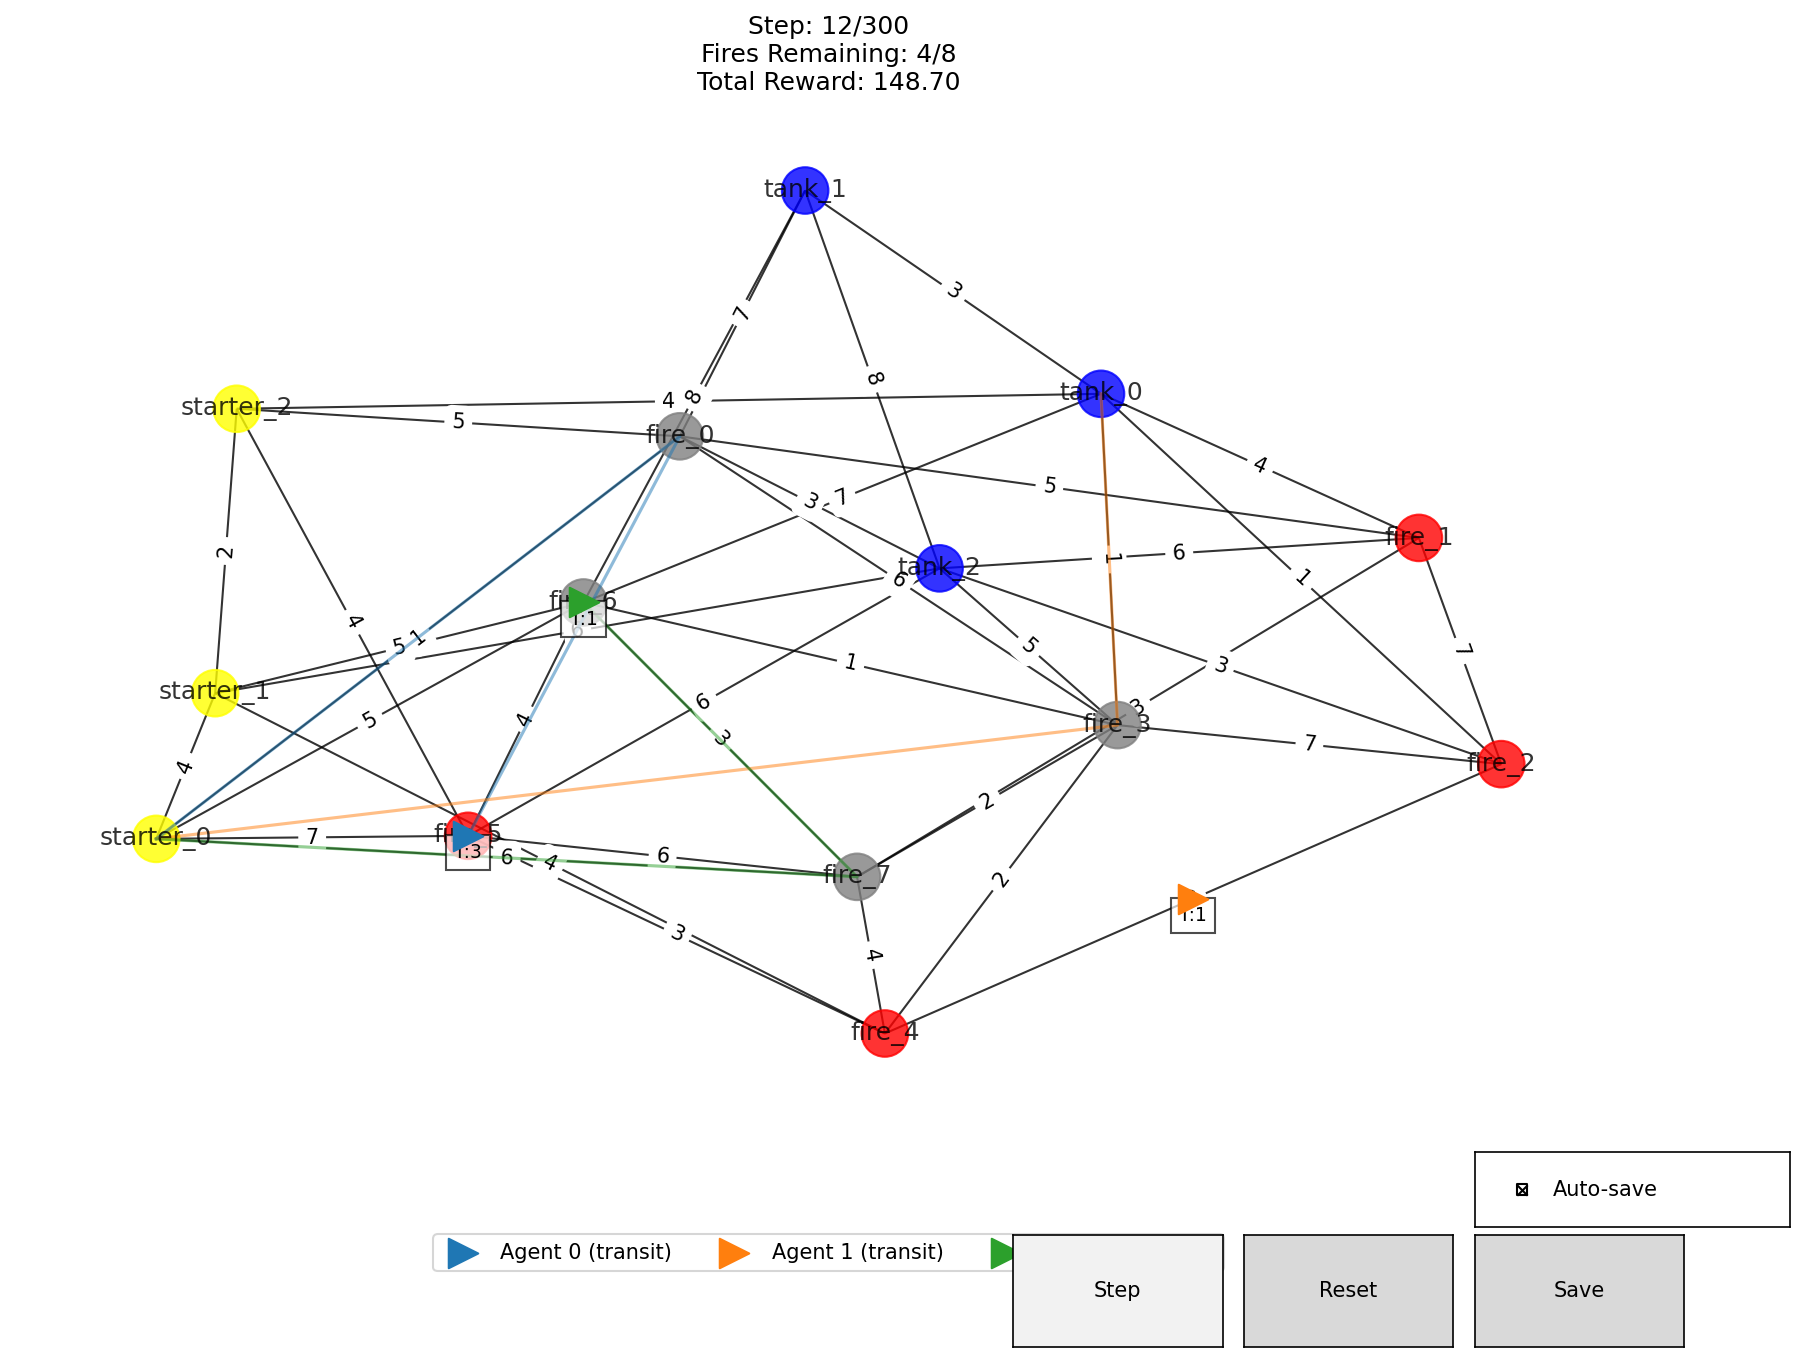 Step: 12/300
Fires Remaining: 4/8
Total Reward: 148.70
tank_1
7
3
8
8
tank_0
starter_2
4
5
fire_0
4
5
3
7
fire_1
2
1
6
tank_2
6
1
fire_6
T:1
6
4
5
1
5
1
3
7
starter_1
5
6
3
4
3
fire_3
7
fire_2
4
2
starter_0
7
T:3
6
4
6
fire_7
2
T:1
3
4
fire_4
Auto-save
Agent 0 (transit)
Agent 1 (transit)
Step
Reset
Save